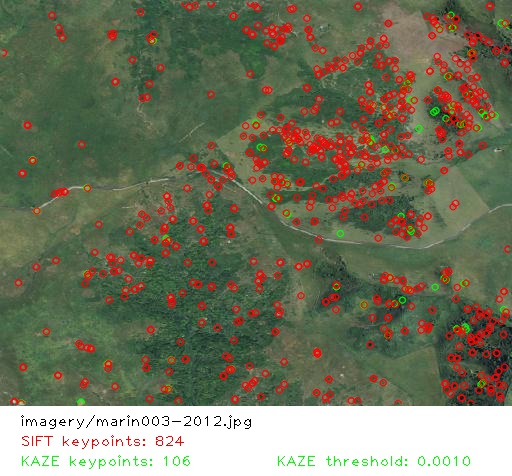 imagery/marin003-2012.jpg
SIFT keypoints: 824
KAZE keypoints: 106 KAZE threshold: 0.0010